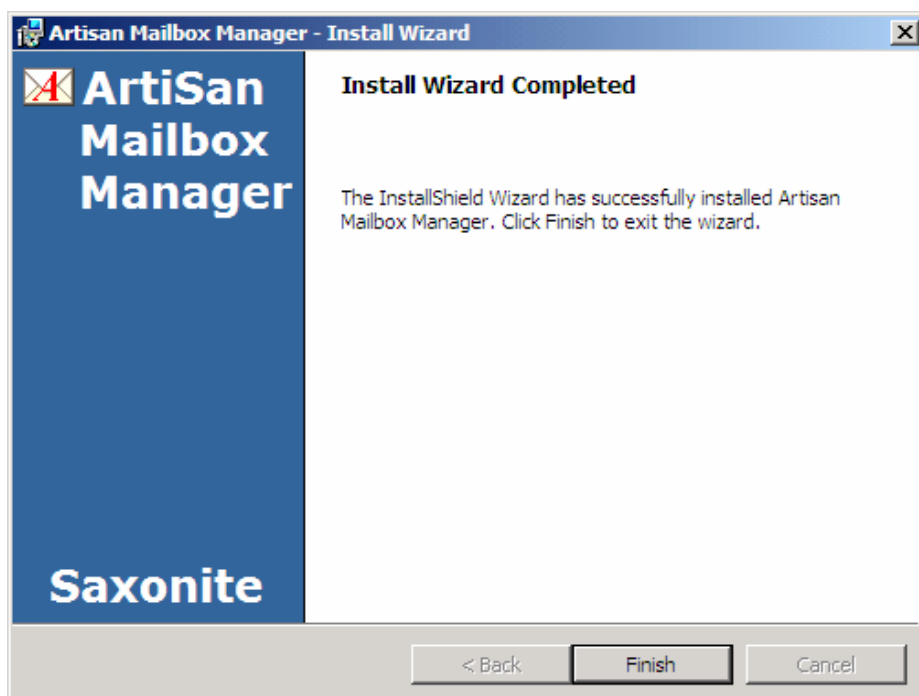 Artisan Mailbox Manager - Install Wizard
A ArtiSan
Mailbox
Manager
Saxonite
Install Wizard Completed
The InstallShield Wizard has successfully installed Artisan
Mailbox Manager. Click Finish to exit the wizard.
< Back Finish Cancel